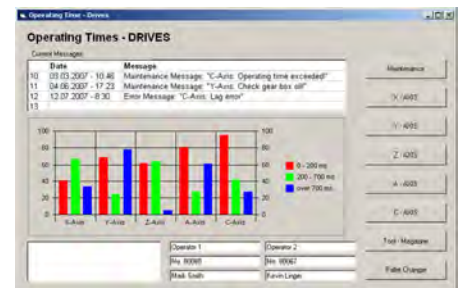 Operating Time - Drives
Operating Times - DRIVES
Current Messages:
Date Message
10 03.03.2007 - 10:46 Maintenance Message: "C-Axis: Operating time exceeded"
11 04.06.2007 - 17:23 Maintenance Message: "Y-Axis: Check gear box oil!"
12 12.07.2007 - 8:30 Error Message: "C-Axis: Lag error"
13
Maintenance
X - AXIS
Y - AXIS
Z - AXIS
A - AXIS
C - AXIS
Tool - Magazine
Pallet Changer
100 100
80 80
60 60
40 40
20 20
0 0
X-Axis Y-Axis Z-Axis A-Axis C-Axis
0 - 200 ms
200 - 700 ms
over 700 ms
Operator 1 Operator 2
No. 80067
Mark Smith Kevin Linger